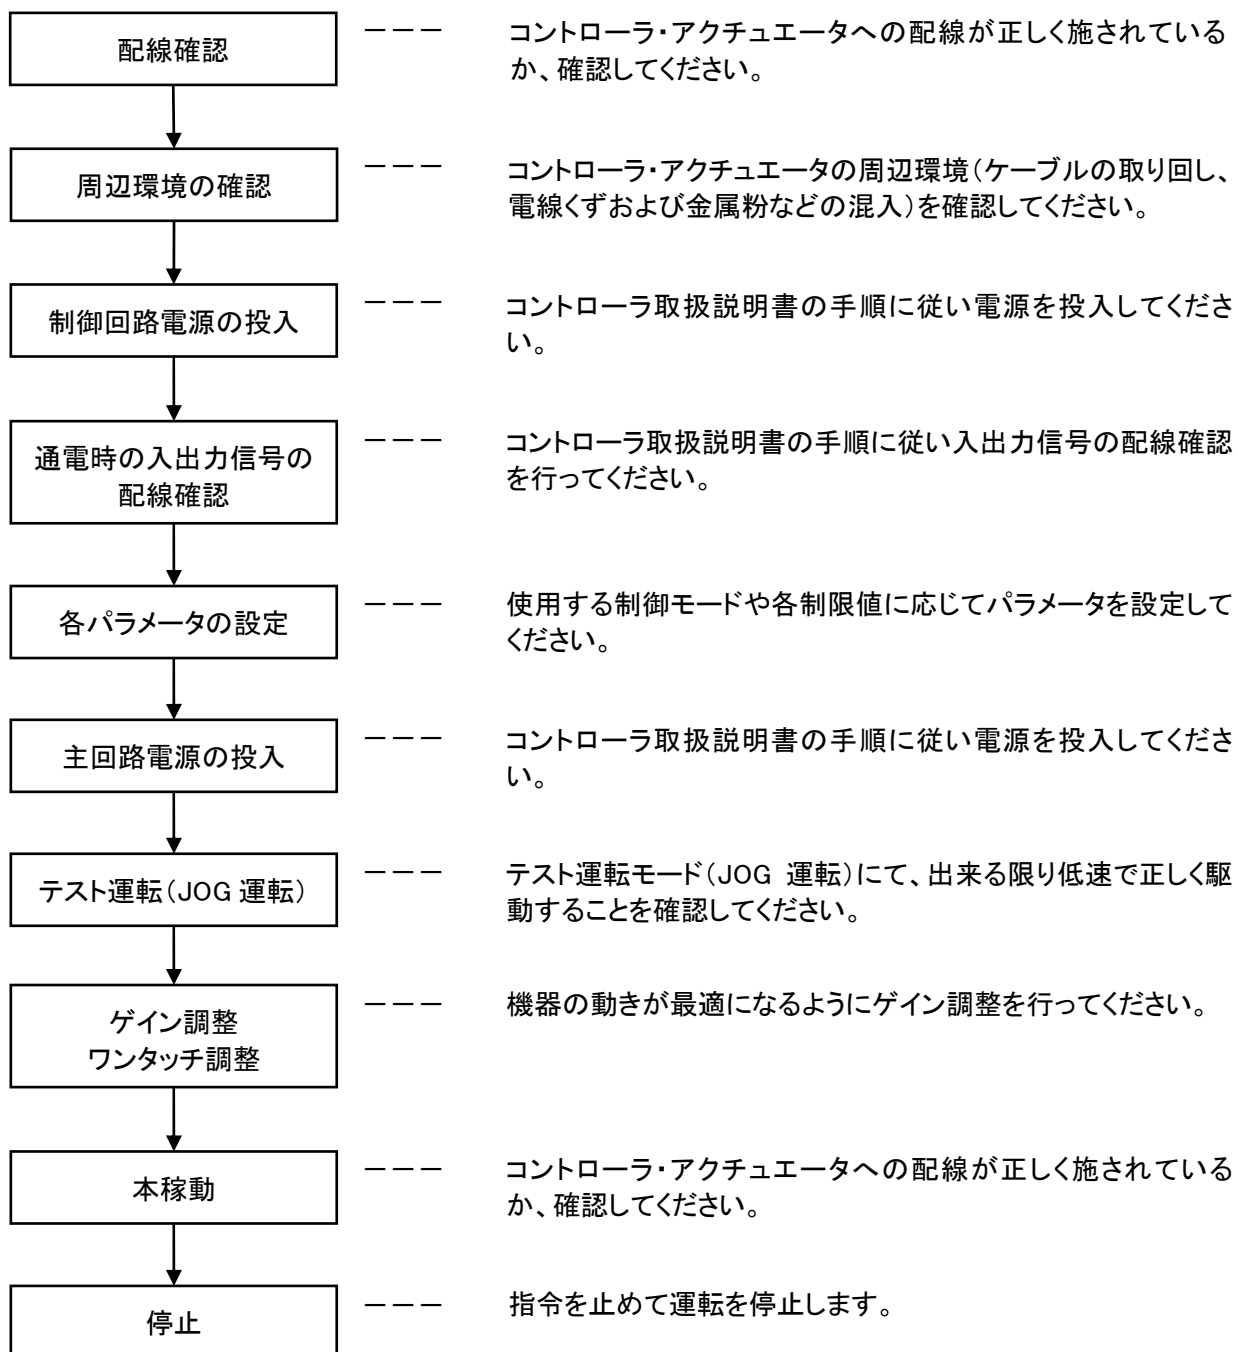 配線確認
ーーー
コントローラ・アクチュエータへの配線が正しく施されている
か、確認してください。
周辺環境の確認
ーーー
コントローラ・アクチュエータの周辺環境（ケーブルの取り回し、
電線くずおよび金属粉などの混入）を確認してください。
制御回路電源の投入
ーーー
コントローラ取扱説明書の手順に従い電源を投入してくださ
い。
通電時の入出力信号の
配線確認
ーーー
コントローラ取扱説明書の手順に従い入出力信号の配線確認
を行ってください。
各パラメータの設定
ーーー
使用する制御モードや各制限値に応じてパラメータを設定して
ください。
主回路電源の投入
ーーー
コントローラ取扱説明書の手順に従い電源を投入してくださ
い。
テスト運転（JOG 運転）
ーーー
テスト運転モード（JOG 運転）にて、出来る限り低速で正しく駆
動することを確認してください。
ゲイン調整
ワンタッチ調整
ーーー
機器の動きが最適になるようにゲイン調整を行ってください。
本稼動
ーーー
コントローラ・アクチュエータへの配線が正しく施されている
か、確認してください。
停止
ーーー
指令を止めて運転を停止します。